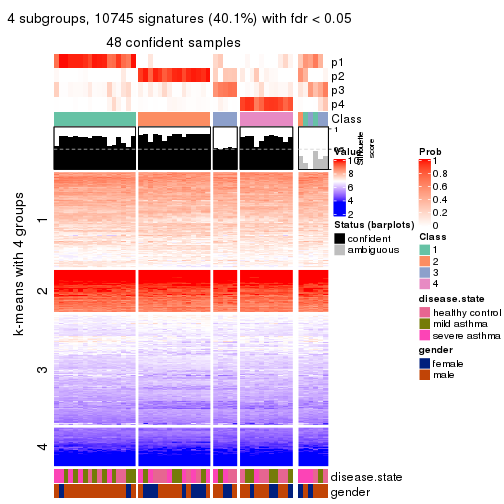 4 subgroups, 10745 signatures (40.1%) with fdr < 0.05
48 confident samples
p1
p2
p3
p4
Class
1
Silhouette
score
k-means with 4 groups
1
2
3
4
disease.state
gender
Value
10
8
6
4
2
Status (barplots)
confident
ambiguous
Prob
1
0.8
0.6
0.4
0.2
0
Class
1
2
3
4
disease.state
healthy control
mild asthma
severe asthma
gender
female
male